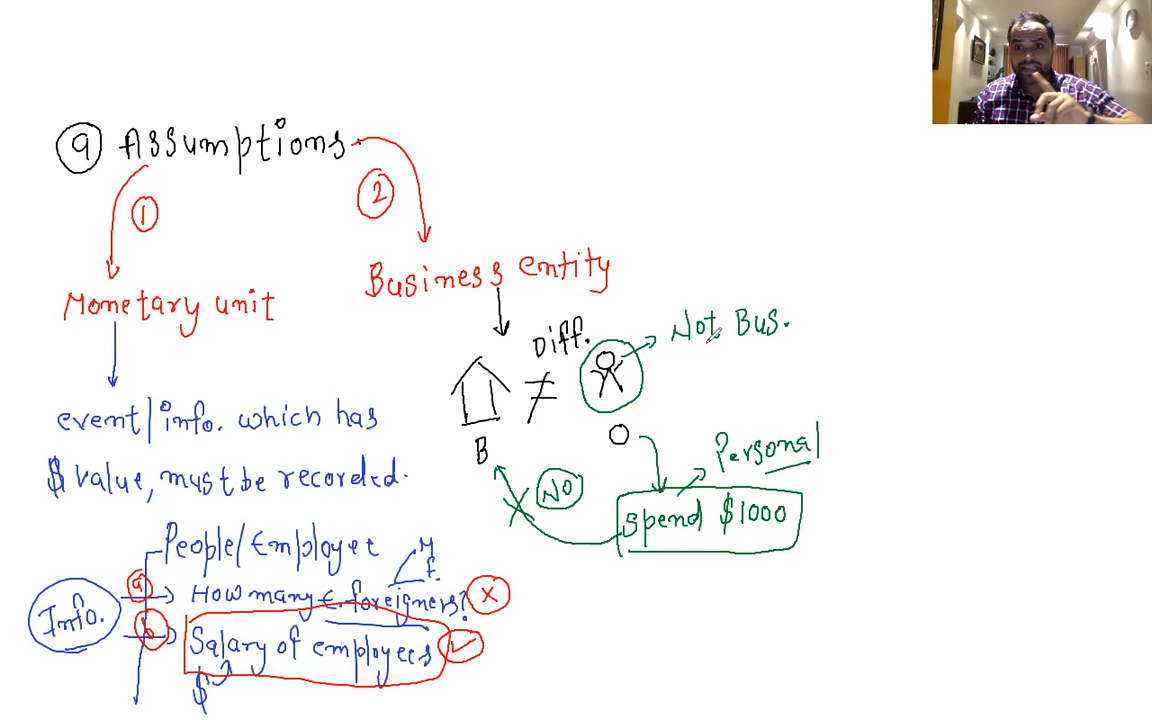 a Assumptions
1
2
Monetary unit
Business entity
Diff.
≠
B
O
Not Bus.
Personal
Spend $1000
NO
event/info. which has
$ value, must be recorded.
People/Employee
M
F.
Info.
a How many E. foreigners? X
b Salary of employees ✓
$